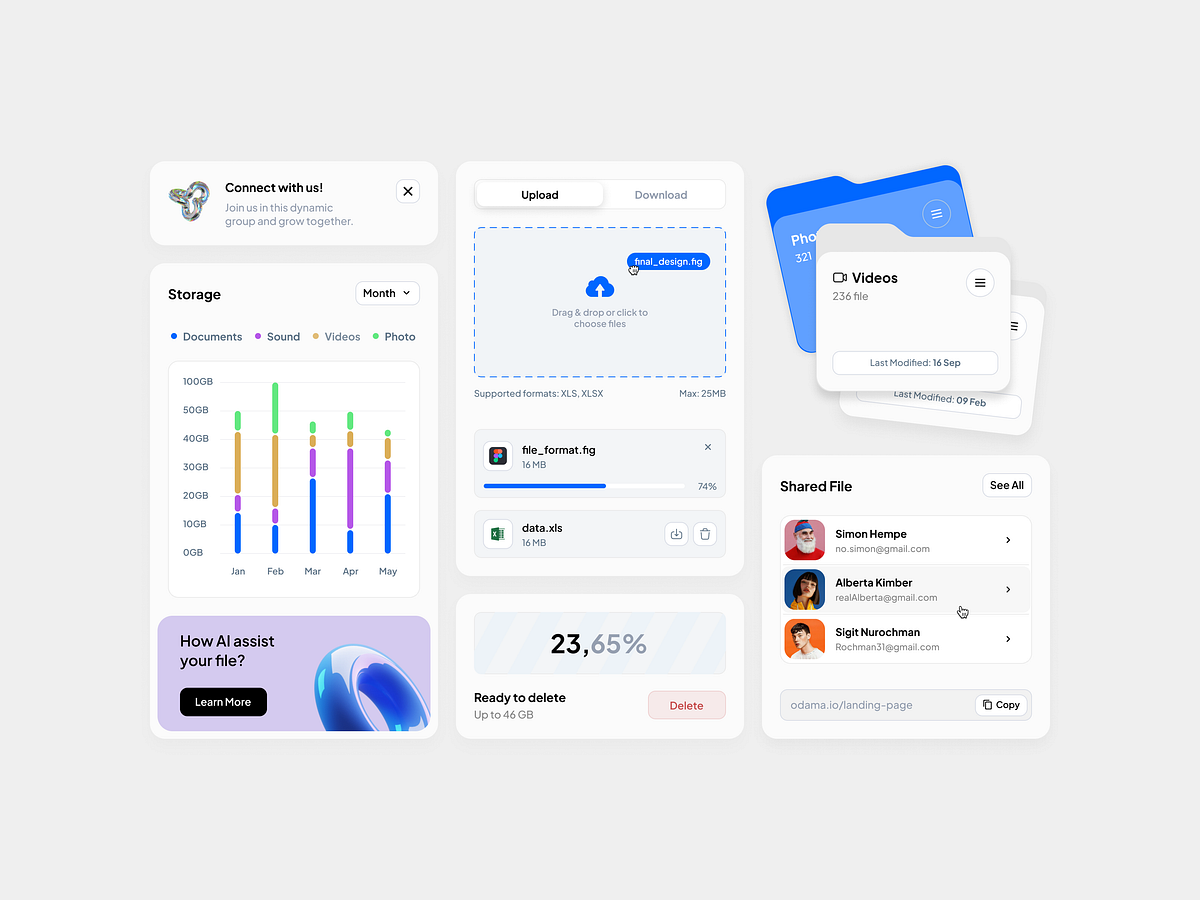 Connect with us!
Join us in this dynamic
group and grow together.
Storage
Month
Documents
Sound
Videos
Photo
100GB
50GB
40GB
30GB
20GB
10GB
0GB
Jan
Feb
Mar
Apr
May
How AI assist
your file?
Learn More
Upload
Download
final_design.fig
Drag & drop or click to
choose files
Supported formats: XLS, XLSX
Max: 25MB
file_format.fig
16 MB
74%
data.xls
16 MB
23,65%
Ready to delete
Up to 46 GB
Delete
321
Videos
236 file
Last Modified: 16 Sep
Last Modified: 09 Feb
Shared File
See All
Simon Hempe
no.simon@gmail.com
Alberta Kimber
realAlberta@gmail.com
Sigit Nurochman
Rochman31@gmail.com
odama.io/landing-page
Copy